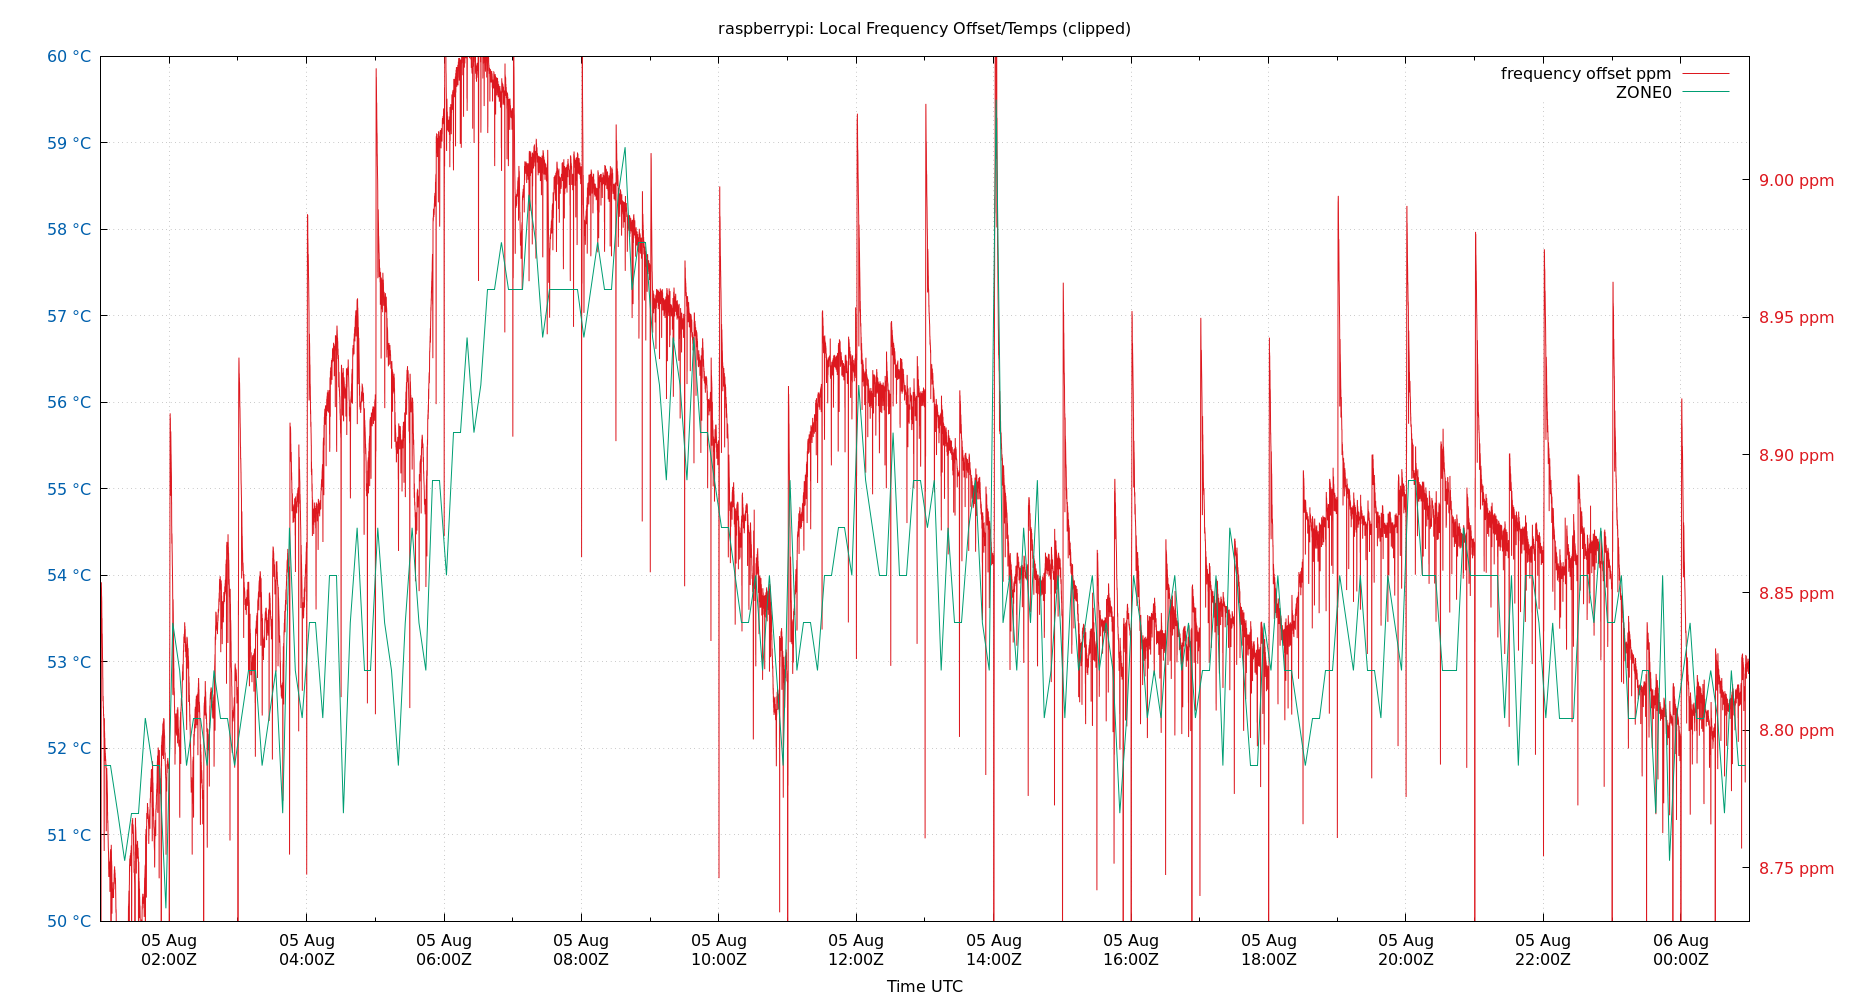 raspberrypi: Local Frequency Offset/Temps (clipped)
frequency offset ppm
ZONE0
60 °C
59 °C
58 °C
57 °C
56 °C
55 °C
54 °C
53 °C
52 °C
51 °C
50 °C
9.00 ppm
8.95 ppm
8.90 ppm
8.85 ppm
8.80 ppm
8.75 ppm
05 Aug 05 Aug 05 Aug 05 Aug 05 Aug 05 Aug 05 Aug 05 Aug 05 Aug 05 Aug 05 Aug 06 Aug
02:00Z 04:00Z 06:00Z 08:00Z 10:00Z 12:00Z 14:00Z 16:00Z 18:00Z 20:00Z 22:00Z 00:00Z
Time UTC